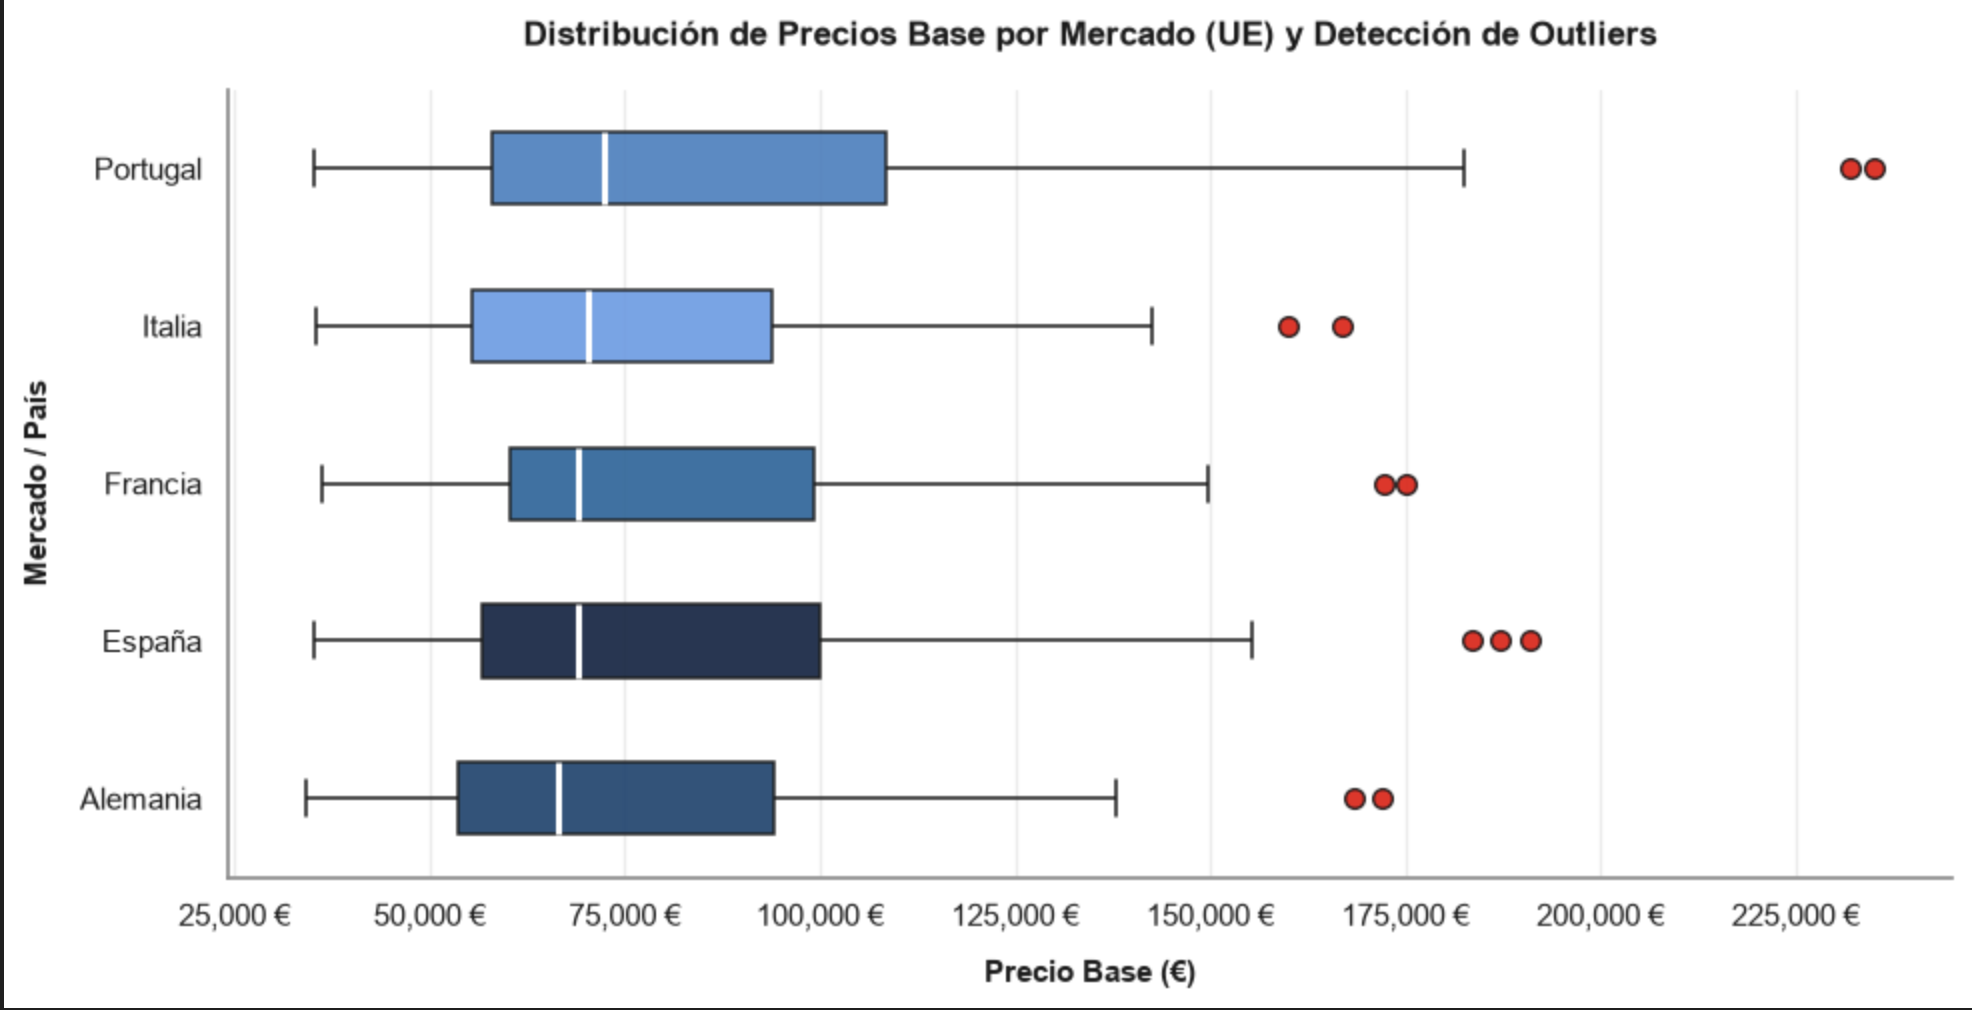 Distribución de Precios Base por Mercado (UE) y Detección de Outliers
Mercado / País
Portugal
Italia
Francia
España
Alemania
25,000 € 50,000 € 75,000 € 100,000 € 125,000 € 150,000 € 175,000 € 200,000 € 225,000 €
Precio Base (€)